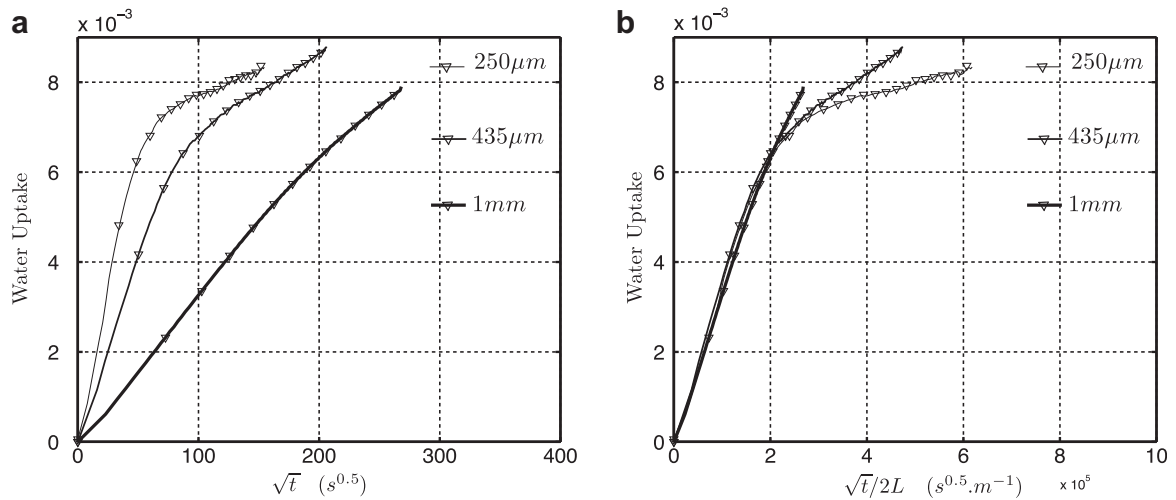 a
x 10⁻³
8
6
4
2
0
Water Uptake
0 100 200 300 400
√t (s^0.5)
250μm
435μm
1mm
b
x 10⁻³
8
6
4
2
0
Water Uptake
0 2 4 6 8 10
√t/2L (s^0.5.m⁻¹) x 10⁵
250μm
435μm
1mm